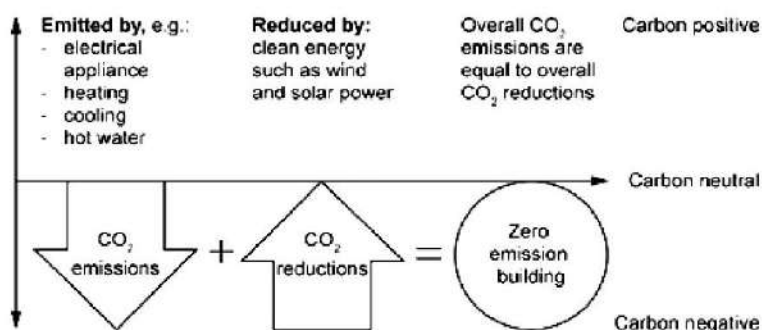 Emitted by, e.g.:
- electrical
appliance
- heating
- cooling
- hot water
Reduced by:
clean energy
such as wind
and solar power
Overall CO₂
emissions are
equal to overall
CO₂ reductions
Carbon positive
Carbon neutral
CO₂
emissions
+
CO₂
reductions
=
Zero
emission
building
Carbon negative